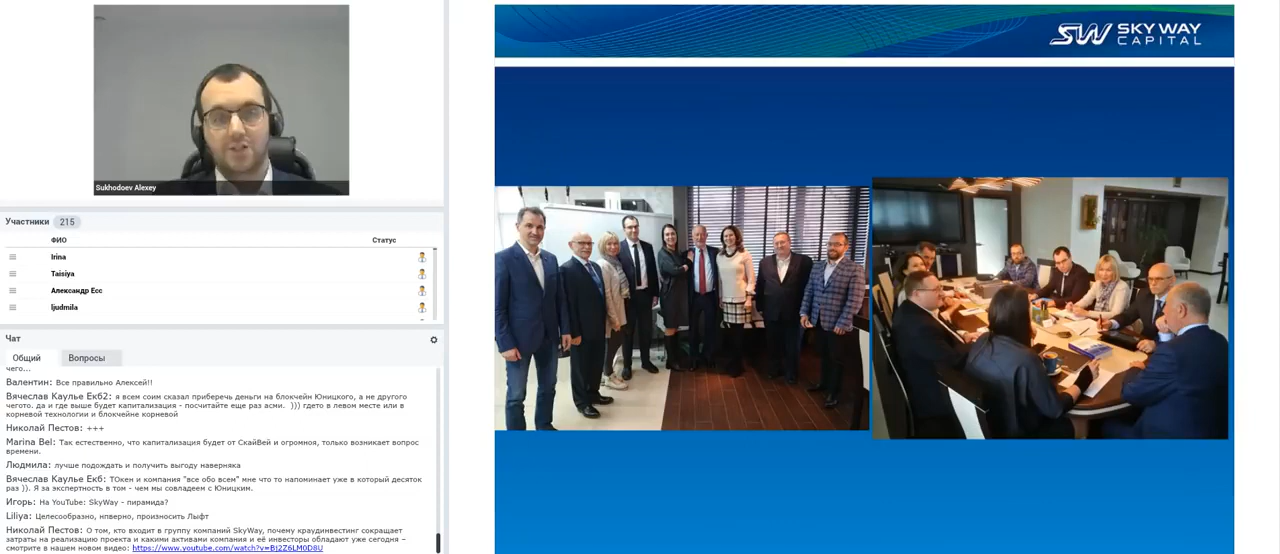 SW SKY WAY
CAPITAL
Sukhodoev Alexey
Участники 215
ФИО Статус
Irina
Taisiya
Александр Есс
ljudmila
Чат
Общий Вопросы
чего...
Валентин: Все правильно Алексей!!
Вячеслав Каулье Екб2: я всем соим сказал приберечь деньги на блокчейн Юницкого, а не другого
чегото. да и где выше будет капитализация - посчитайте еще раз асми. ))) гдето в левом месте или в
корневой технологии и блокчейне корневой
Николай Пестов: +++
Marina Bel: Так естественно, что капитализация будет от СкайВей и огромноя, только возникает вопрос
времени.
Людмила: лучше подождать и получить выгоду наверняка
Вячеслав Каулье Екб: ТОкен и компания "все обо всем" мне что то напоминает уже в который десяток
раз )). Я за экспертность в том - чем мы совладеем с Юницким.
Игорь: На YouTube: SkyWay - пирамида?
Liliya: Целесообразно, нпверно, произносить Лыфт
Николай Пестов: О том, кто входит в группу компаний SkyWay, почему краудинвестинг сокращает
затраты на реализацию проекта и какими активами компания и её инвесторы обладают уже сегодня –
смотрите в нашем новом видео: https://www.youtube.com/watch?v=BJ2Z6LM0D8U